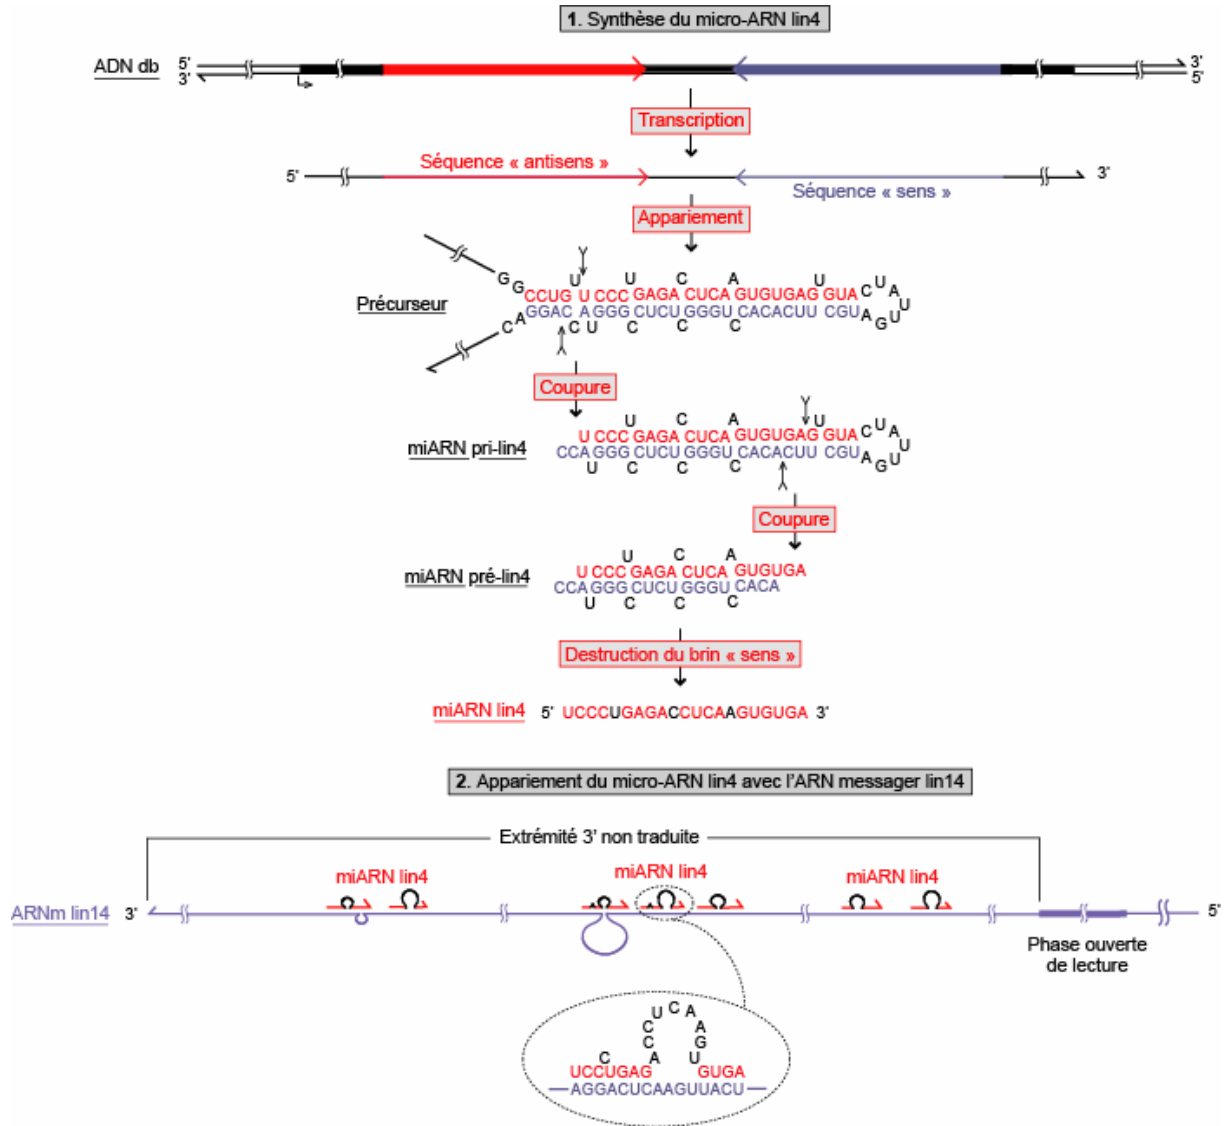 1. Synthèse du micro-ARN lin4
ADN db
5'
3'
3'
5'
Transcription
Séquence « antisens »
5'
3'
Séquence « sens »
Appariement
Précurseur
G G U U C A U C U A U
CCUG U CCC GAGA CUCA GUGUGAG GUA
GGAC A GGG CUCU GGGU CACACUU CGU
C A C U C C C A G U U
Coupure
miARN pri-lin4
U C A U C U A U
U CCC GAGA CUCA GUGUGAG GUA
CCA GGG CUCU GGGU CACACUU CGU
U C C C A G U U
Coupure
miARN pré-lin4
U C A
U CCC GAGA CUCA GUGUGA
CCA GGG CUCU GGGU CACA
U C C C
Destruction du brin « sens »
miARN lin4 5' UCCCUGAGACCUCAAGUGUGA 3'
2. Appariement du micro-ARN lin4 avec l'ARN messager lin14
Extrémité 3' non traduite
miARN lin4
miARN lin4
miARN lin4
ARNm lin14 3'
5'
Phase ouverte
de lecture
C A C C U C A A G U
UCCUGAG GUGA
AGGACUCAAGUUACU